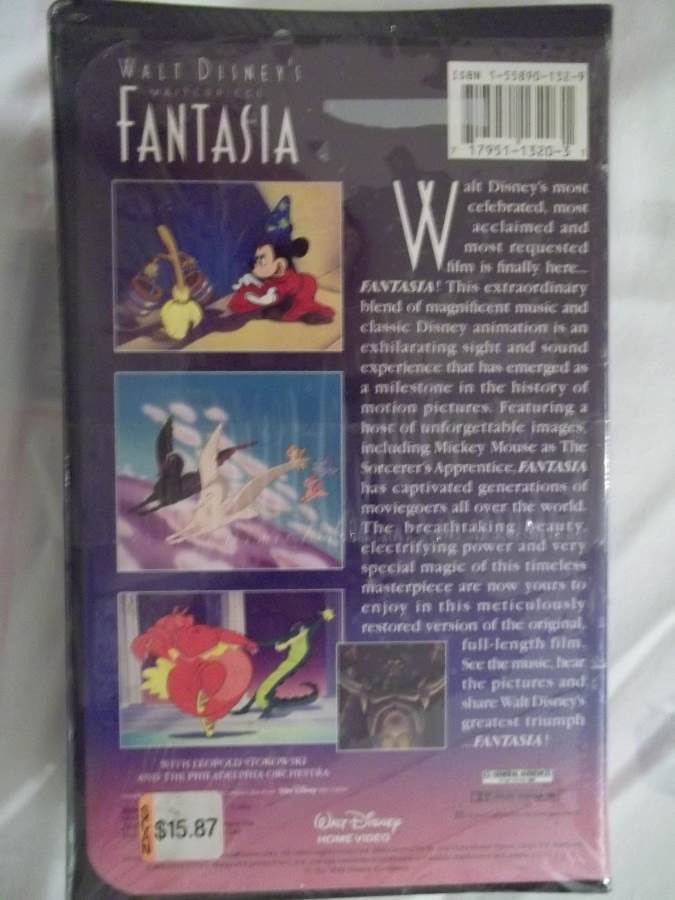 WALT DISNEY'S
MASTERPIECE
FANTASIA
ISBN 1-55890-132-9
7 17951-1320-3 1
Walt Disney's most
celebrated, most
acclaimed and
most requested
film is finally here...
FANTASIA! This extraordinary
blend of magnificent music and
classic Disney animation is an
exhilarating sight and sound
experience that has emerged as
a milestone in the history of
motion pictures. Featuring a
host of unforgettable images,
including Mickey Mouse as The
Sorcerer's Apprentice, FANTASIA
has captivated generations of
moviegoers all over the world.
The breathtaking beauty,
electrifying power and very
special magic of this timeless
masterpiece are now yours to
enjoy in this meticulously
restored version of the original,
full-length film.
See the music, hear
the pictures and
share Walt Disney's
greatest triumph
...FANTASIA!
WITH LEOPOLD STOKOWSKI
AND THE PHILADELPHIA ORCHESTRA
$15.87
WALT DISNEY
HOME VIDEO